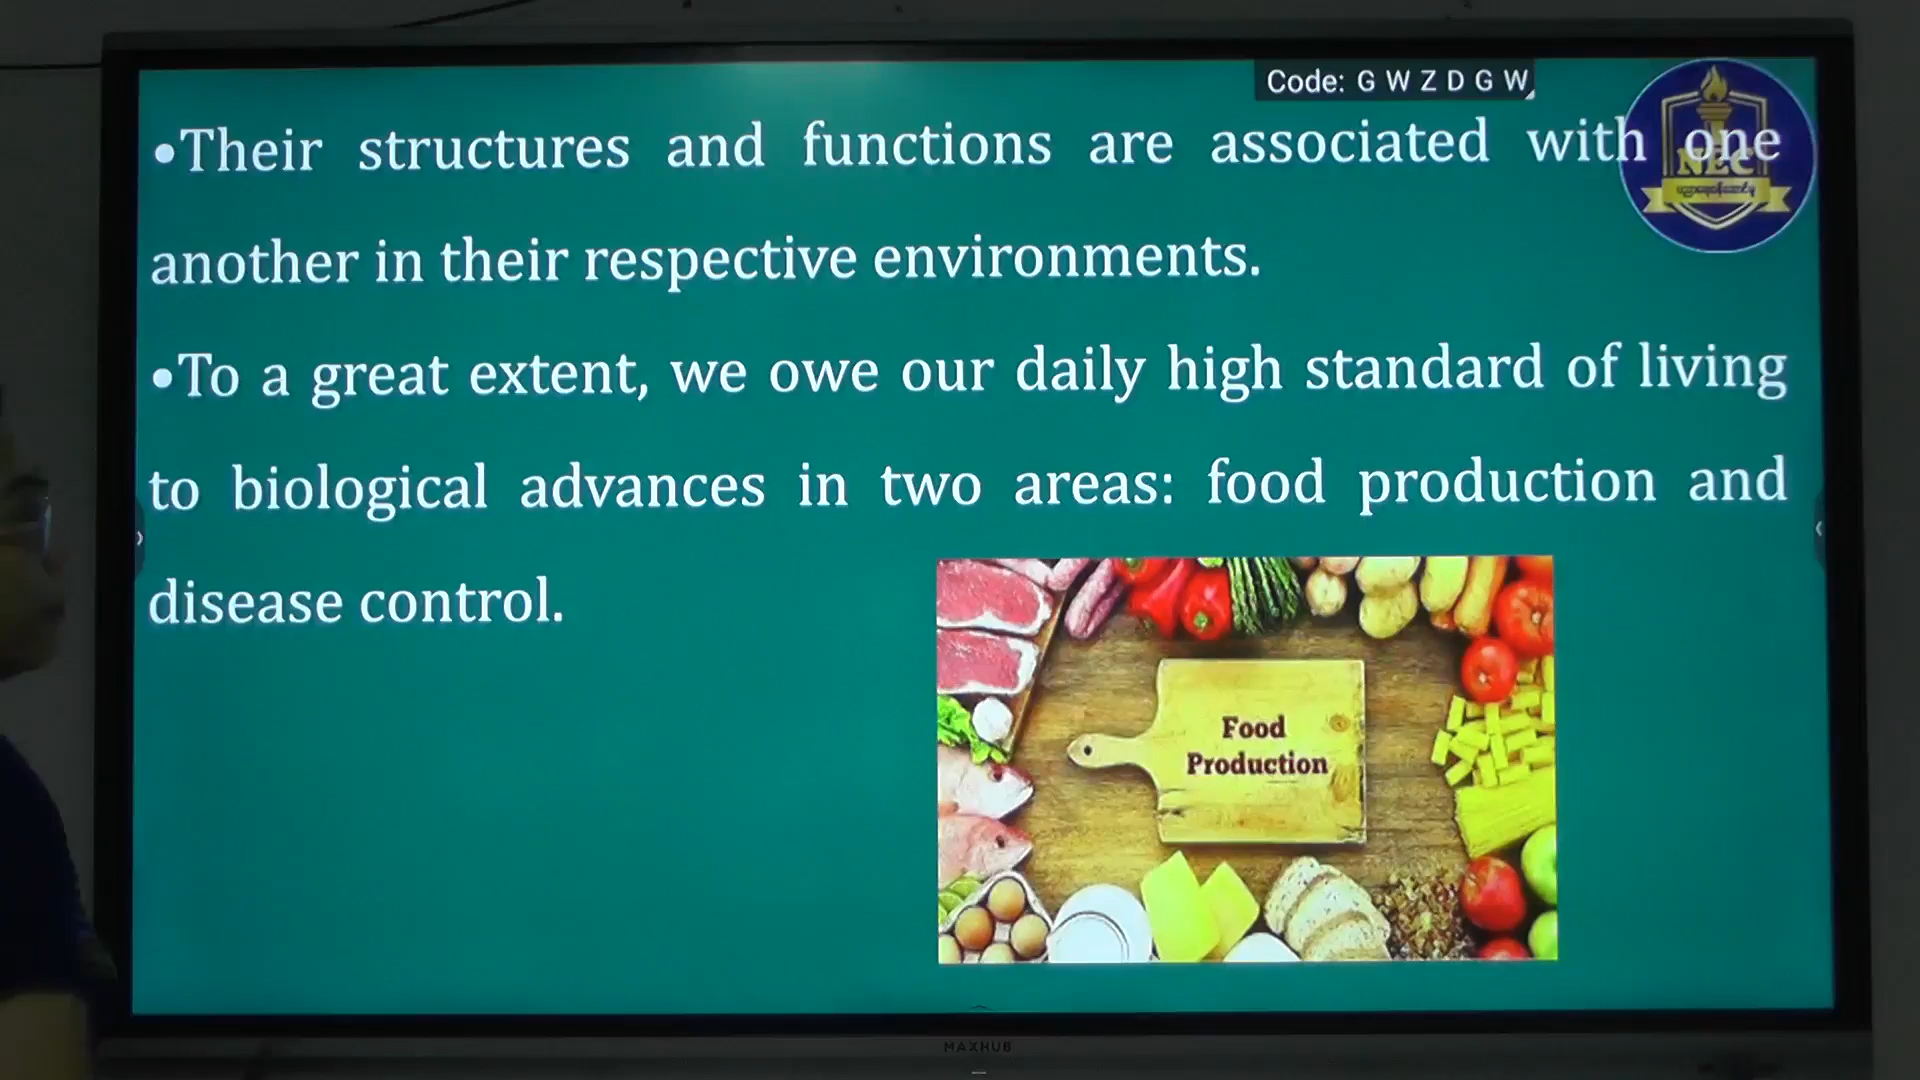 Code: G W Z D G W
•Their structures and functions are associated with one
another in their respective environments.
•To a great extent, we owe our daily high standard of living
to biological advances in two areas: food production and
disease control.
NEC
Food
Production
MAXHUB